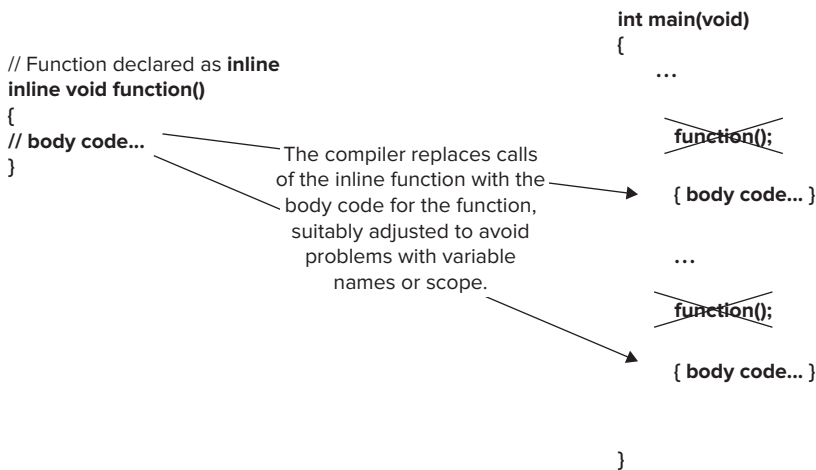 // Function declared as inline
inline void function()
{
// body code...
}
The compiler replaces calls
of the inline function with the
body code for the function,
suitably adjusted to avoid
problems with variable
names or scope.
int main(void)
{
...
function();
{ body code... }
...
function();
{ body code... }
}